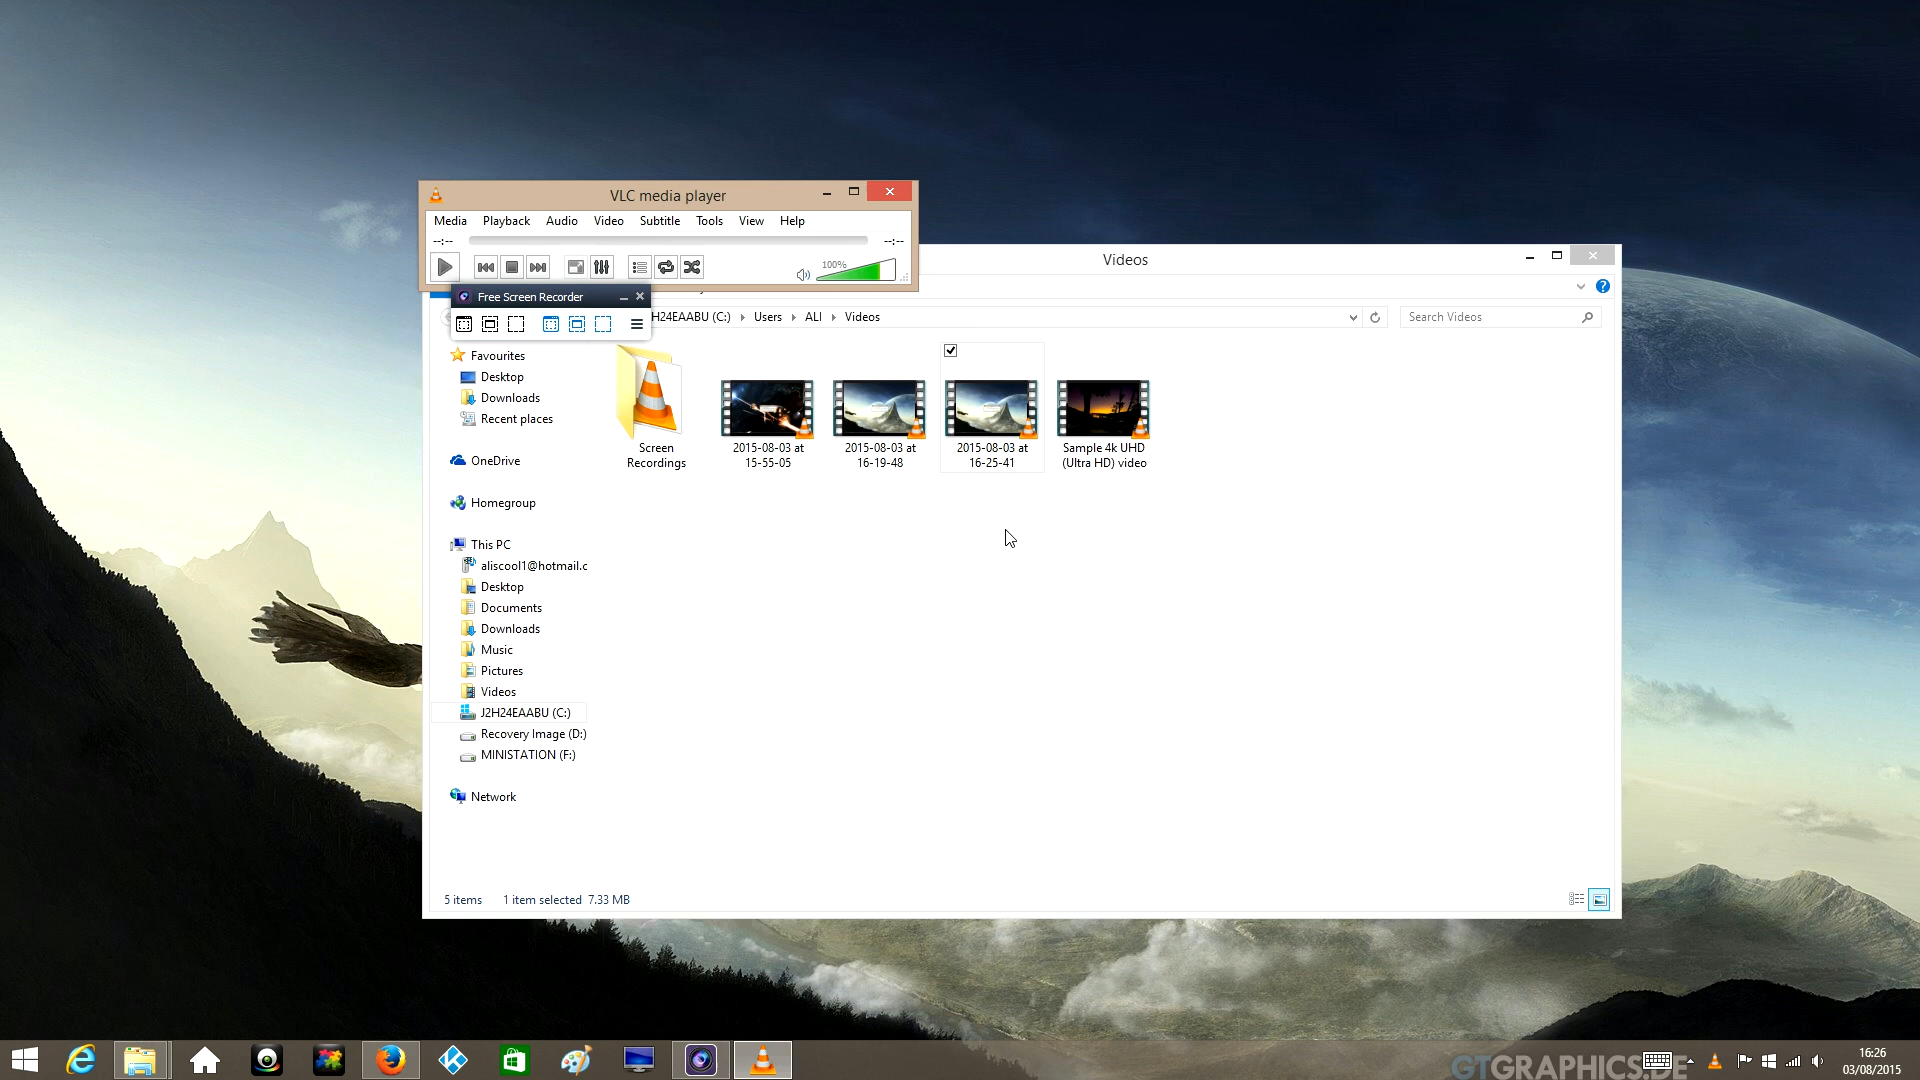 VLC media player
Media Playback Audio Video Subtitle Tools View Help
--:-- --:--
100%
Videos
Free Screen Recorder
H24EAABU (C:) Users ALI Videos
Search Videos
Favourites
Desktop
Downloads
Recent places
OneDrive
Homegroup
This PC
aliscool1@hotmail.c
Desktop
Documents
Downloads
Music
Pictures
Videos
J2H24EAABU (C:)
Recovery Image (D:)
MINISTATION (F:)
Network
Screen
Recordings
2015-08-03 at
15-55-05
2015-08-03 at
16-19-48
2015-08-03 at
16-25-41
Sample 4k UHD
(Ultra HD) video
5 items 1 item selected 7.33 MB
GTGRAPHICS.DE
16:26
03/08/2015